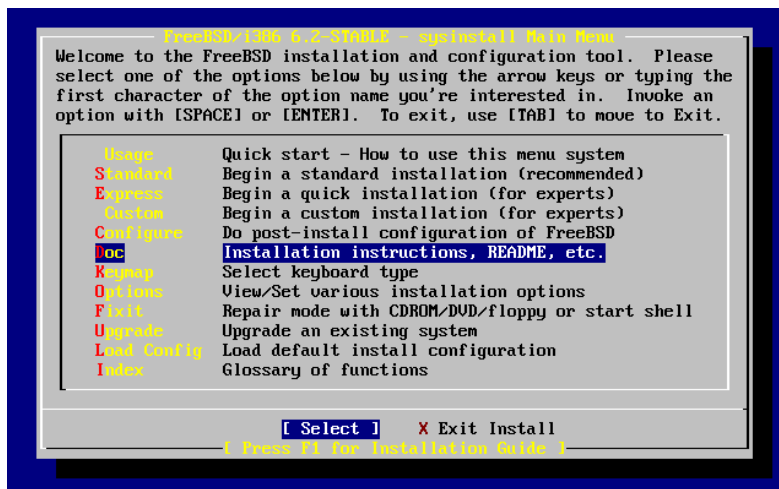 FreeBSD/i386 6.2-STABLE - sysinstall Main Menu
Welcome to the FreeBSD installation and configuration tool.  Please
select one of the options below by using the arrow keys or typing the
first character of the option name you're interested in.  Invoke an
option with [SPACE] or [ENTER].  To exit, use [TAB] to move to Exit.
Usage Quick start - How to use this menu system
Standard Begin a standard installation (recommended)
Express Begin a quick installation (for experts)
Custom Begin a custom installation (for experts)
Configure Do post-install configuration of FreeBSD
Doc Installation instructions, README, etc.
Keymap Select keyboard type
Options View/Set various installation options
Fixit Repair mode with CDROM/DVD/floppy or start shell
Upgrade Upgrade an existing system
Load Config Load default install configuration
Index Glossary of functions
[ Select ] X Exit Install
[ Press F1 for Installation Guide ]